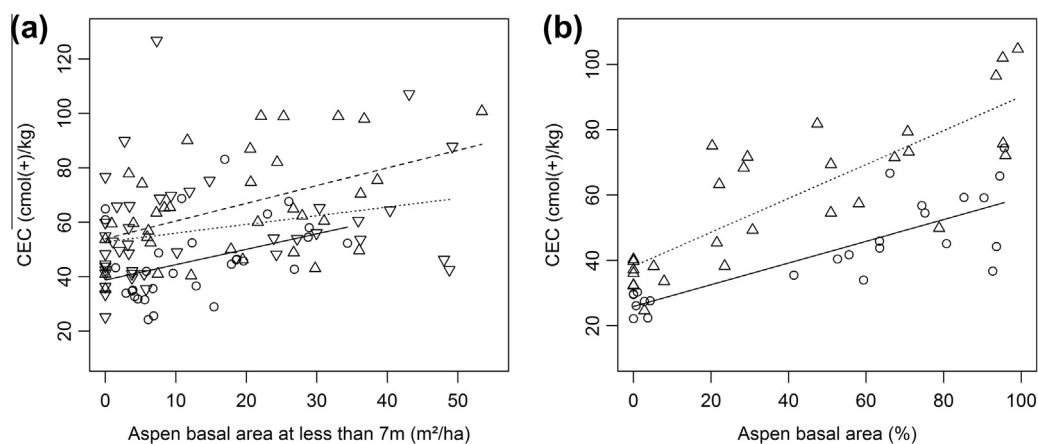 (a)
CEC (cmol(+)/kg)
120
100
80
60
40
20
0 10 20 30 40 50
Aspen basal area at less than 7m (m²/ha)
(b)
CEC (cmol(+)/kg)
100
80
60
40
20
0 20 40 60 80 100
Aspen basal area (%)